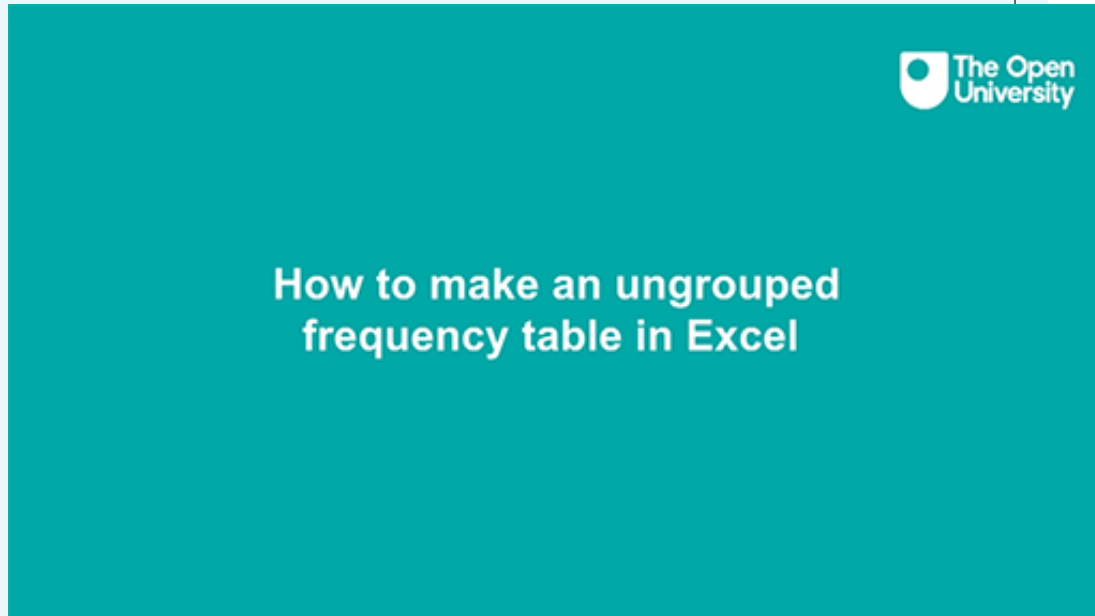 The Open
University
How to make an ungrouped
frequency table in Excel